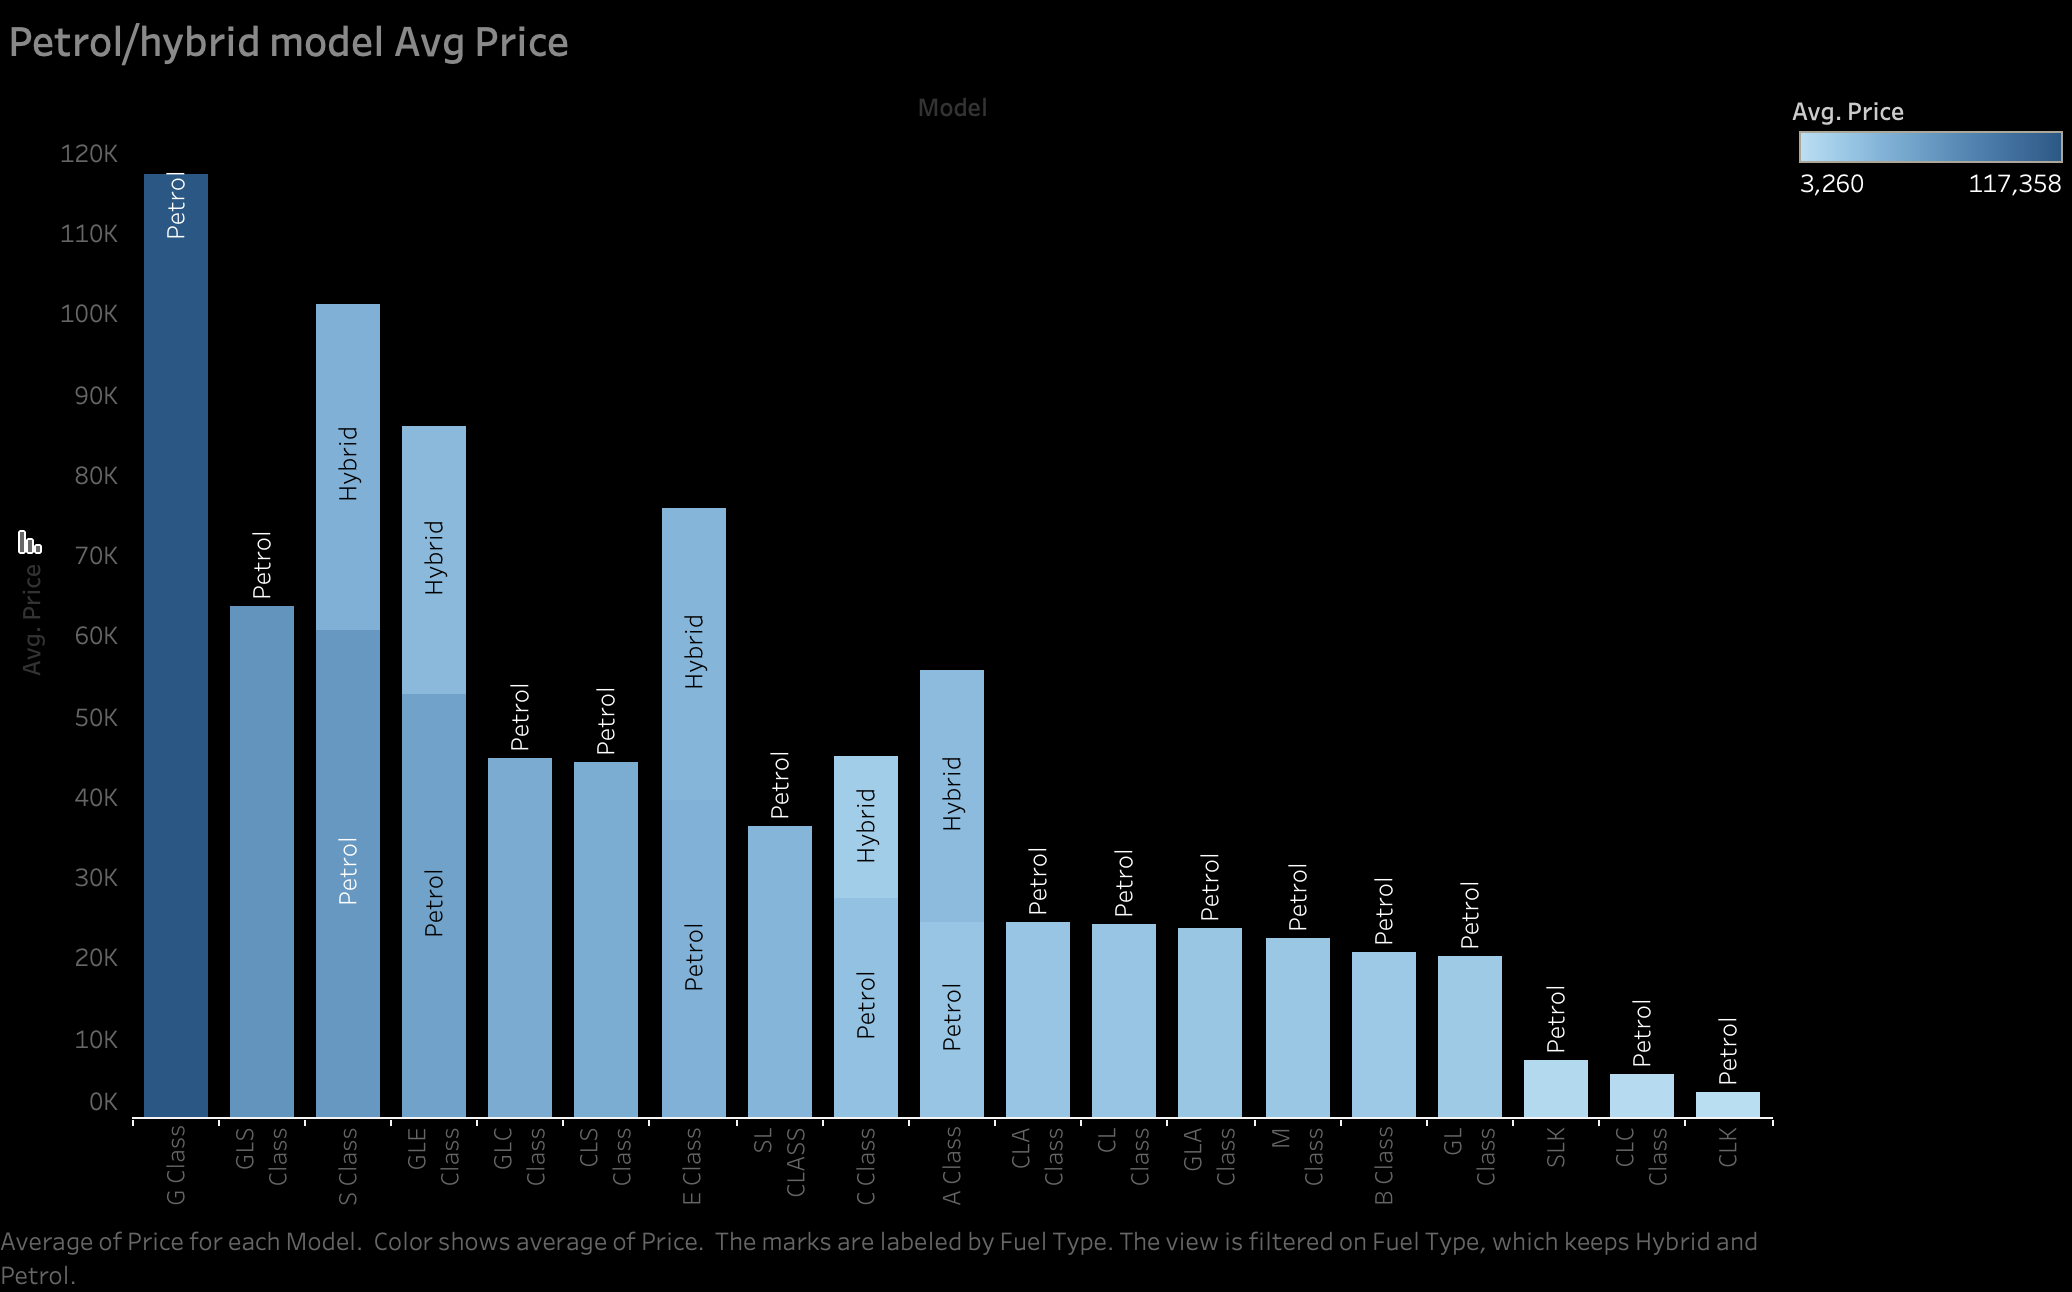 Petrol/hybrid model Avg Price
Model
Avg. Price
3,260 117,358
Avg. Price
120K
110K
100K
90K
80K
70K
60K
50K
40K
30K
20K
10K
0K
Petrol
Petrol
Hybrid
Petrol
Hybrid
Petrol
Petrol
Petrol
Hybrid
Petrol
Petrol
Hybrid
Petrol
Hybrid
Petrol
Petrol
Petrol
Petrol
Petrol
Petrol
Petrol
Petrol
Petrol
Petrol
G Class
GLS
Class
S Class
GLE
Class
GLC
Class
CLS
Class
E Class
SL
CLASS
C Class
A Class
CLA
Class
CL
Class
GLA
Class
M
Class
B Class
GL
Class
SLK
CLC
Class
CLK
Average of Price for each Model.  Color shows average of Price.  The marks are labeled by Fuel Type. The view is filtered on Fuel Type, which keeps Hybrid and
Petrol.